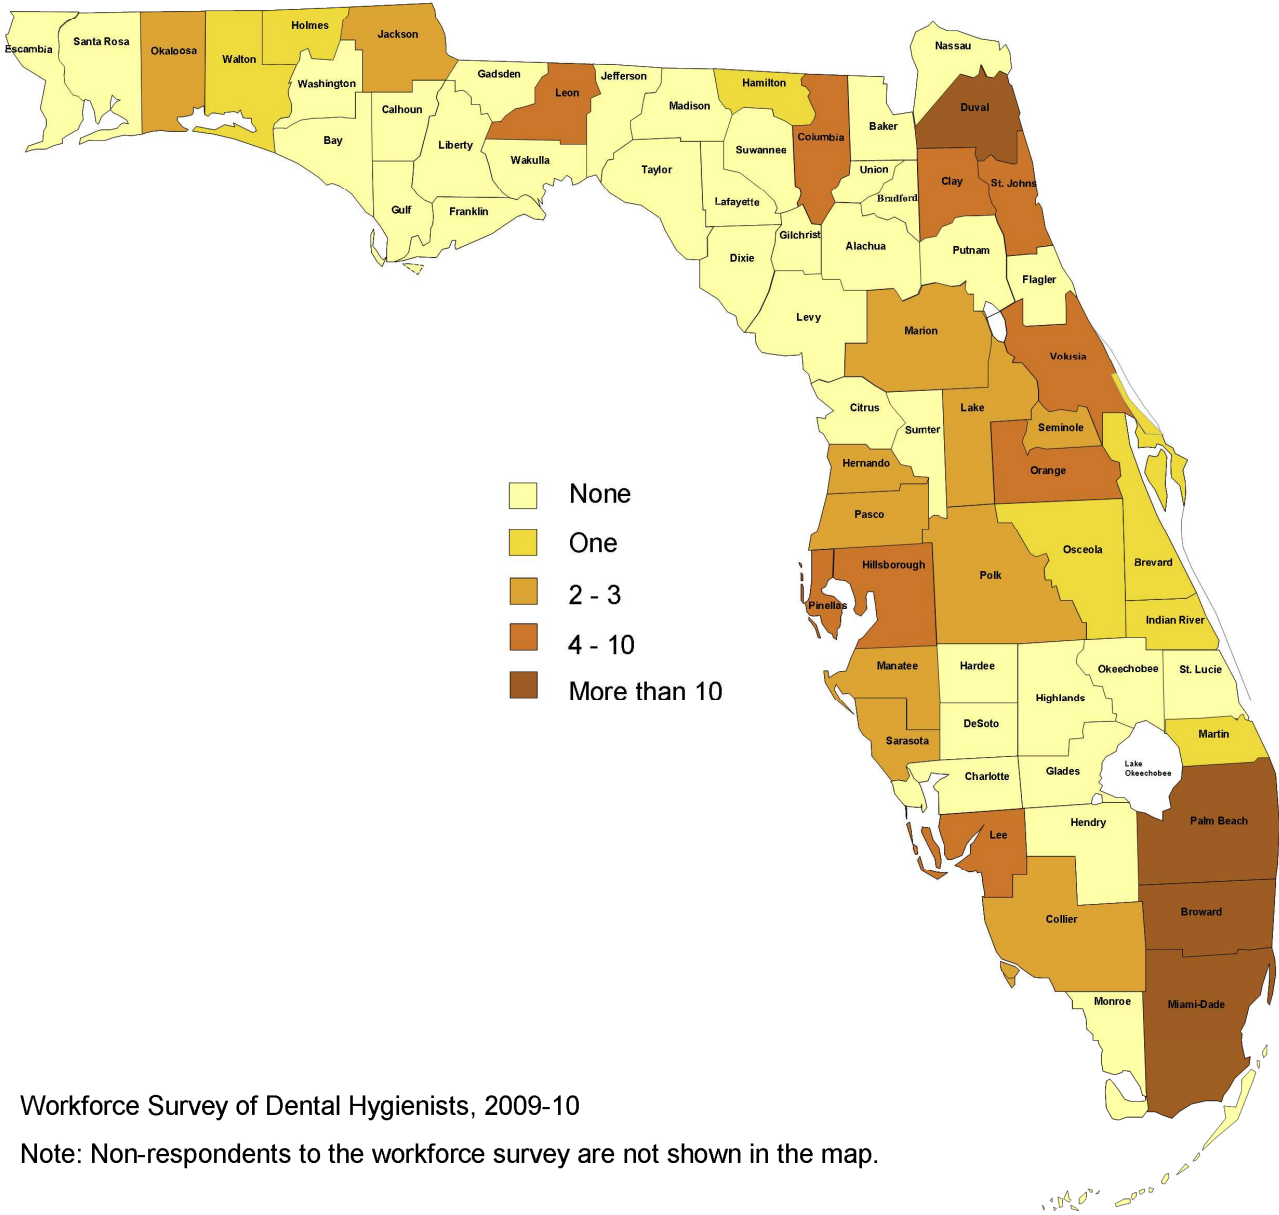 Escambia
Santa Rosa
Okaloosa
Walton
Holmes
Jackson
Washington
Bay
Calhoun
Gulf
Liberty
Franklin
Gadsden
Leon
Wakulla
Jefferson
Madison
Taylor
Hamilton
Suwannee
Lafayette
Dixie
Columbia
Gilchrist
Baker
Union
Bradford
Alachua
Levy
Nassau
Duval
Clay
St. Johns
Putnam
Flagler
Marion
Volusia
Citrus
Sumter
Lake
Seminole
Orange
Hernando
Pasco
Hillsborough
Pinellas
Polk
Osceola
Brevard
Indian River
Manatee
Hardee
Highlands
Okeechobee
St. Lucie
Sarasota
DeSoto
Martin
Charlotte
Glades
Lake
Okeechobee
Lee
Hendry
Palm Beach
Collier
Broward
Monroe
Miami-Dade
None
One
2 - 3
4 - 10
More than 10
Workforce Survey of Dental Hygienists, 2009-10
Note: Non-respondents to the workforce survey are not shown in the map.